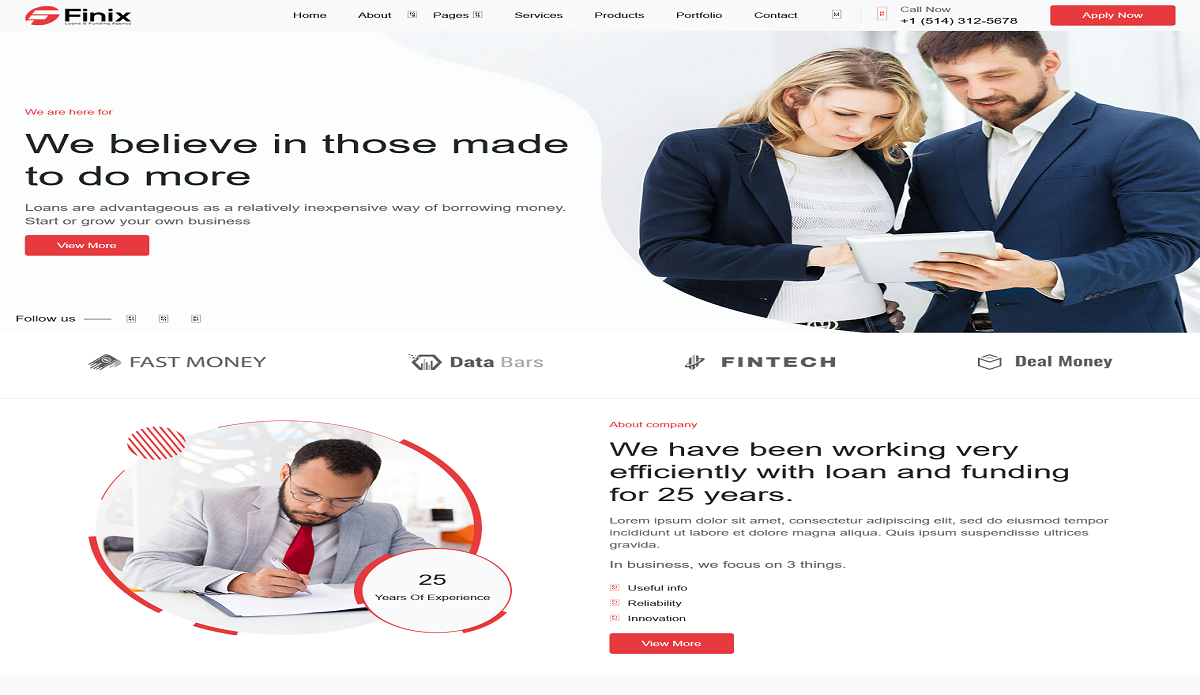 Finix
Loans & Funding Agency
Home
About
Pages
Services
Products
Portfolio
Contact
Call Now
+1 (514) 312-5678
Apply Now
We are here for
We believe in those made
to do more
Loans are advantageous as a relatively inexpensive way of borrowing money.
Start or grow your own business
View More
Follow us
FAST MONEY
Data Bars
FINTECH
Deal Money
25
Years Of Experience
About company
We have been working very
efficiently with loan and funding
for 25 years.
Lorem ipsum dolor sit amet, consectetur adipiscing elit, sed do eiusmod tempor
incididunt ut labore et dolore magna aliqua. Quis ipsum suspendisse ultrices
gravida.
In business, we focus on 3 things.
Useful info
Reliability
Innovation
View More